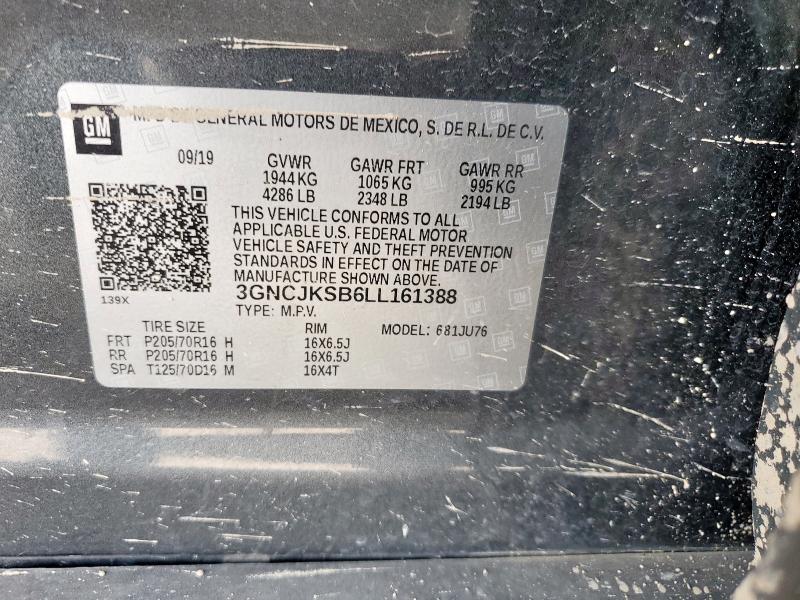 GM
MFD BY GENERAL MOTORS DE MEXICO, S. DE R.L. DE C.V.
09/19 GVWR GAWR FRT GAWR RR
1944 KG 1065 KG 995 KG
4286 LB 2348 LB 2194 LB
THIS VEHICLE CONFORMS TO ALL
APPLICABLE U.S. FEDERAL MOTOR
VEHICLE SAFETY AND THEFT PREVENTION
STANDARDS IN EFFECT ON THE DATE OF
MANUFACTURE SHOWN ABOVE.
139X 3GNCJKSB6LL161388
TYPE: M.P.V. MODEL: 681JU76
TIRE SIZE RIM
FRT P205/70R16 H 16X6.5J
RR P205/70R16 H 16X6.5J
SPA T125/70D16 M 16X4T